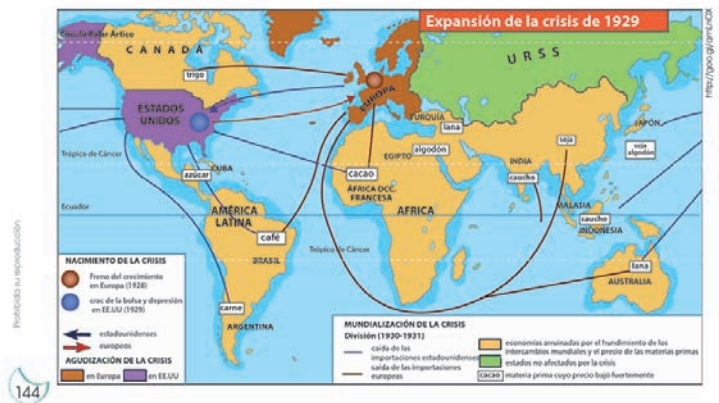 Expansión de la crisis de 1929
Círculo Polar Ártico
CANADÁ
trigo
URSS
EUROPA
ESTADOS
UNIDOS
TURQUÍA
lana
JAPÓN
soja
soja
algodón
Trópico de Cáncer
CUBA
azúcar
EGIPTO
algodón
INDIA
caucho
cacao
ÁFRICA OCC.
FRANCESA
AFRICA
MALASIA
caucho
INDONESIA
Ecuador
AMÉRICA
LATINA
café
BRASIL
Trópico de Cáncer
lana
AUSTRALIA
carne
ARGENTINA
NACIMIENTO DE LA CRISIS
Freno del crecimiento
en Europa (1928)
crac de la bolsa y depresión
en EE.UU (1929)
estadounidenses
europeos
AGUDIZACIÓN DE LA CRISIS
en Europa
en EE.UU
MUNDIALIZACIÓN DE LA CRISIS
División (1930-1931)
caída de las
importaciones estadounidenses
caída de las importaciones
europeas
economías arruinadas por el hundimiento de los
intercambios mundiales y el precio de las materias primas
estados no afectados por la crisis
cacao materia prima cuyo precio bajó fuertemente
Prohibida su reproducción
144